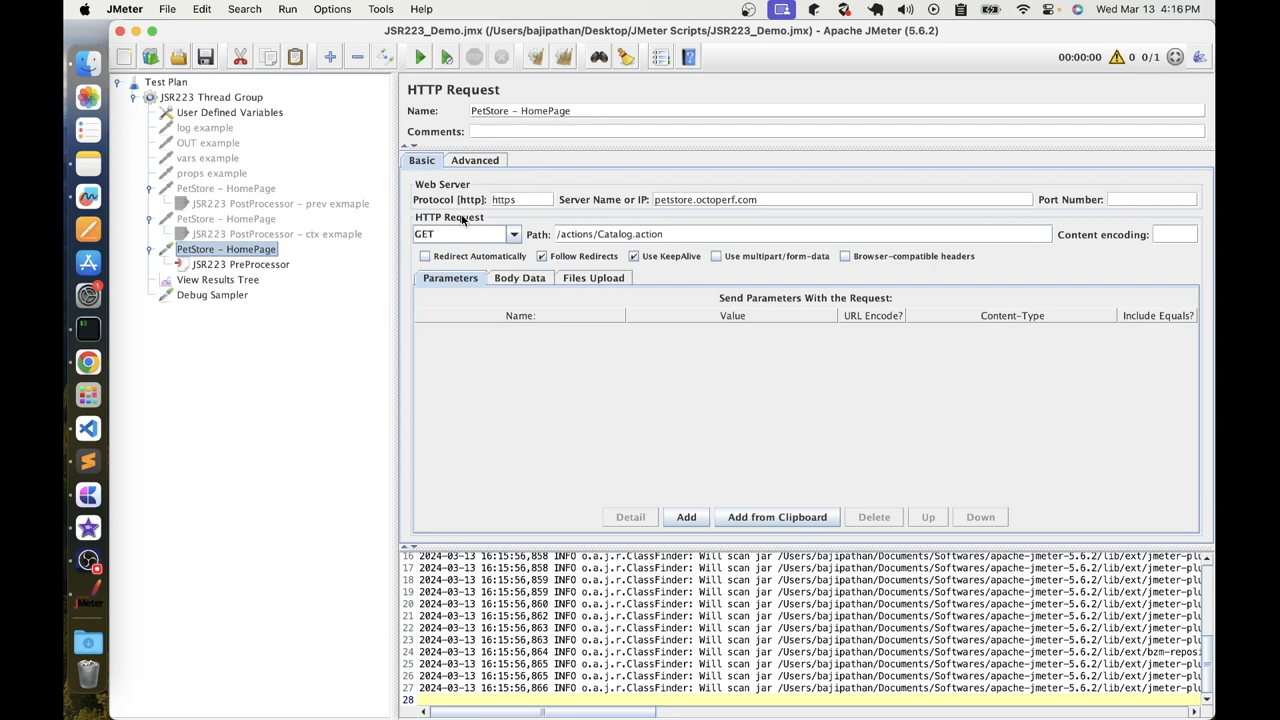 JMeter File Edit Search Run Options Tools Help Wed Mar 13 4:16 PM
JSR223_Demo.jmx (/Users/bajipathan/Desktop/JMeter Scripts/JSR223_Demo.jmx) - Apache JMeter (5.6.2)
00:00:00 0 0/1
Test Plan
JSR223 Thread Group
User Defined Variables
log example
OUT example
vars example
props example
PetStore - HomePage
JSR223 PostProcessor - prev exmaple
PetStore - HomePage
JSR223 PostProcessor - ctx exmaple
PetStore - HomePage
JSR223 PreProcessor
View Results Tree
Debug Sampler
HTTP Request
Name: PetStore - HomePage
Comments:
Basic Advanced
Web Server
Protocol [http]: https Server Name or IP: petstore.octoperf.com Port Number:
HTTP Request
GET Path: /actions/Catalog.action Content encoding:
Redirect Automatically Follow Redirects Use KeepAlive Use multipart/form-data Browser-compatible headers
Parameters Body Data Files Upload
Send Parameters With the Request:
Name: Value URL Encode? Content-Type Include Equals?
Detail Add Add from Clipboard Delete Up Down
16 2024-03-13 16:15:56,858 INFO o.a.j.r.ClassFinder: Will scan jar /Users/bajipathan/Documents/Softwares/apache-jmeter-5.6.2/lib/ext/jmeter-plu
17 2024-03-13 16:15:56,858 INFO o.a.j.r.ClassFinder: Will scan jar /Users/bajipathan/Documents/Softwares/apache-jmeter-5.6.2/lib/ext/jmeter-plu
18 2024-03-13 16:15:56,859 INFO o.a.j.r.ClassFinder: Will scan jar /Users/bajipathan/Documents/Softwares/apache-jmeter-5.6.2/lib/ext/jmeter-plu
19 2024-03-13 16:15:56,859 INFO o.a.j.r.ClassFinder: Will scan jar /Users/bajipathan/Documents/Softwares/apache-jmeter-5.6.2/lib/ext/jmeter-plu
20 2024-03-13 16:15:56,860 INFO o.a.j.r.ClassFinder: Will scan jar /Users/bajipathan/Documents/Softwares/apache-jmeter-5.6.2/lib/ext/jmeter-plu
21 2024-03-13 16:15:56,862 INFO o.a.j.r.ClassFinder: Will scan jar /Users/bajipathan/Documents/Softwares/apache-jmeter-5.6.2/lib/ext/jmeter-plu
22 2024-03-13 16:15:56,863 INFO o.a.j.r.ClassFinder: Will scan jar /Users/bajipathan/Documents/Softwares/apache-jmeter-5.6.2/lib/ext/jmeter-plu
23 2024-03-13 16:15:56,863 INFO o.a.j.r.ClassFinder: Will scan jar /Users/bajipathan/Documents/Softwares/apache-jmeter-5.6.2/lib/ext/jmeter-plu
24 2024-03-13 16:15:56,864 INFO o.a.j.r.ClassFinder: Will scan jar /Users/bajipathan/Documents/Softwares/apache-jmeter-5.6.2/lib/ext/bzm-repos
25 2024-03-13 16:15:56,865 INFO o.a.j.r.ClassFinder: Will scan jar /Users/bajipathan/Documents/Softwares/apache-jmeter-5.6.2/lib/ext/jmeter-plu
26 2024-03-13 16:15:56,865 INFO o.a.j.r.ClassFinder: Will scan jar /Users/bajipathan/Documents/Softwares/apache-jmeter-5.6.2/lib/ext/jmeter-plu
27 2024-03-13 16:15:56,866 INFO o.a.j.r.ClassFinder: Will scan jar /Users/bajipathan/Documents/Softwares/apache-jmeter-5.6.2/lib/ext/jmeter-plu
28
1
JMeter